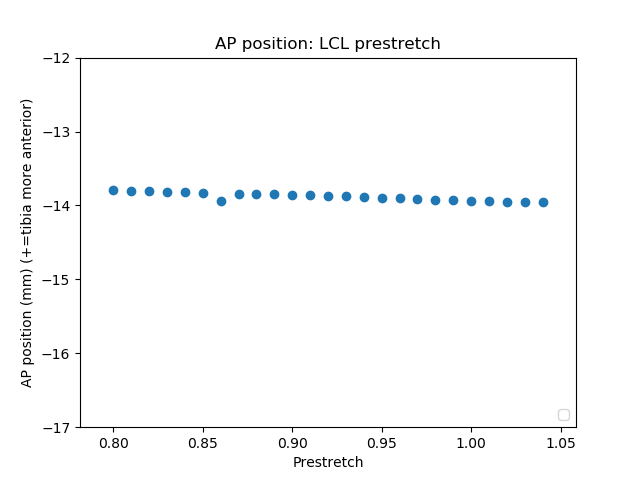 AP position: LCL prestretch
−12
−13
−14
−15
−16
−17
AP position (mm) (+=tibia more anterior)
0.80 0.85 0.90 0.95 1.00 1.05
Prestretch